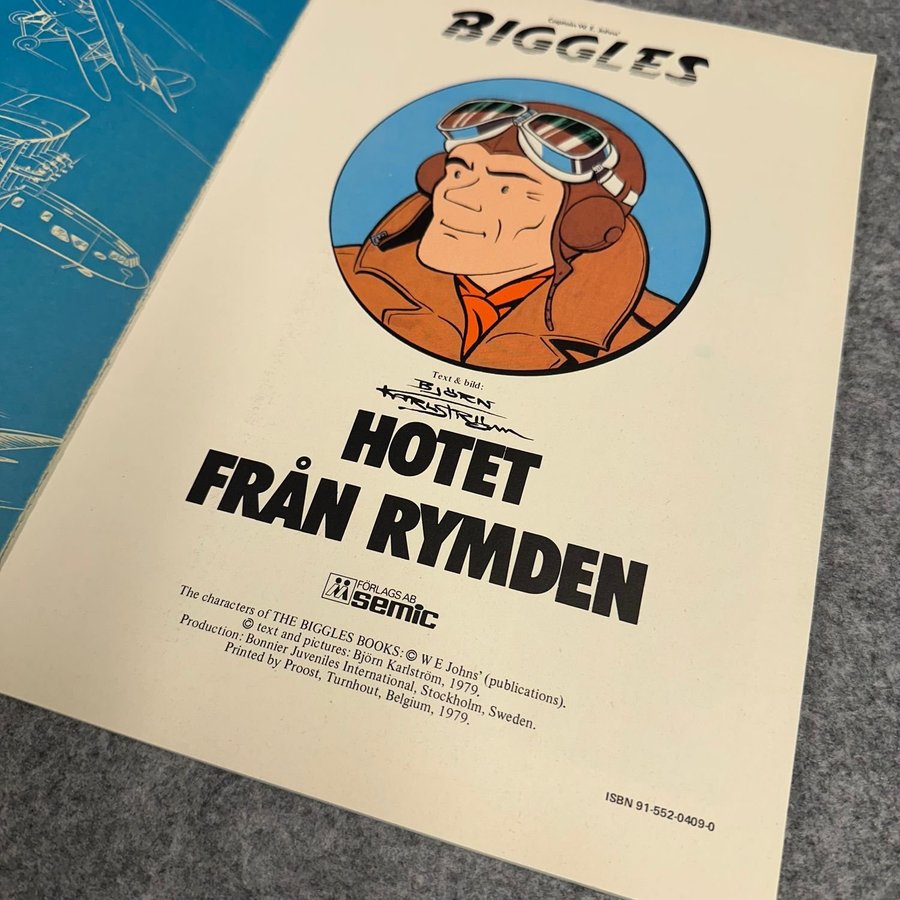 Captain W E Johns'
BIGGLES
Text & bild:
BJÖRN
KARLSTRÖM
HOTET
FRÅN RYMDEN
FÖRLAGS AB
semic
The characters of THE BIGGLES BOOKS: © W E Johns' (publications).
© text and pictures: Björn Karlström, 1979.
Production: Bonnier Juveniles International, Stockholm, Sweden.
Printed by Proost, Turnhout, Belgium, 1979.
ISBN 91-552-0409-0